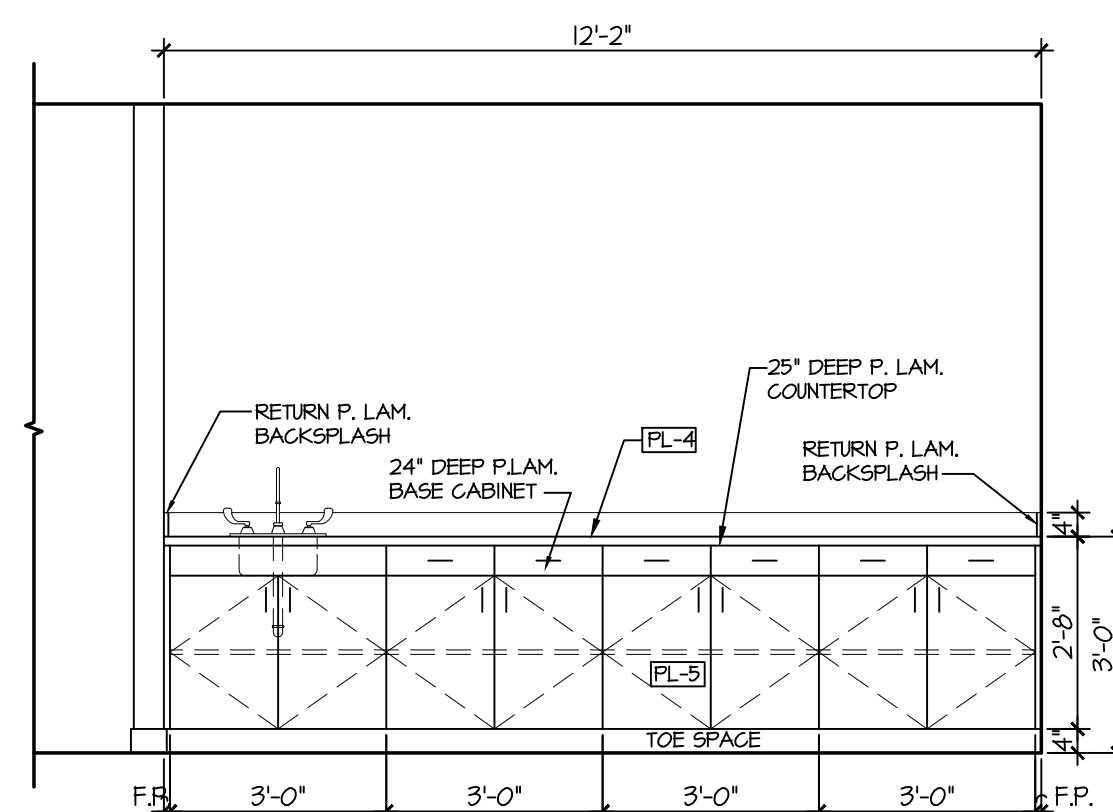 12'-2"
25" DEEP P. LAM.
COUNTERTOP
RETURN P. LAM.
BACKSPLASH
PL-4
RETURN P. LAM.
BACKSPLASH
24" DEEP P.LAM.
BASE CABINET
4"
2'-8"
3'-0"
PL-5
TOE SPACE
4"
F.P.
3'-0"
3'-0"
3'-0"
3'-0"
F.P.